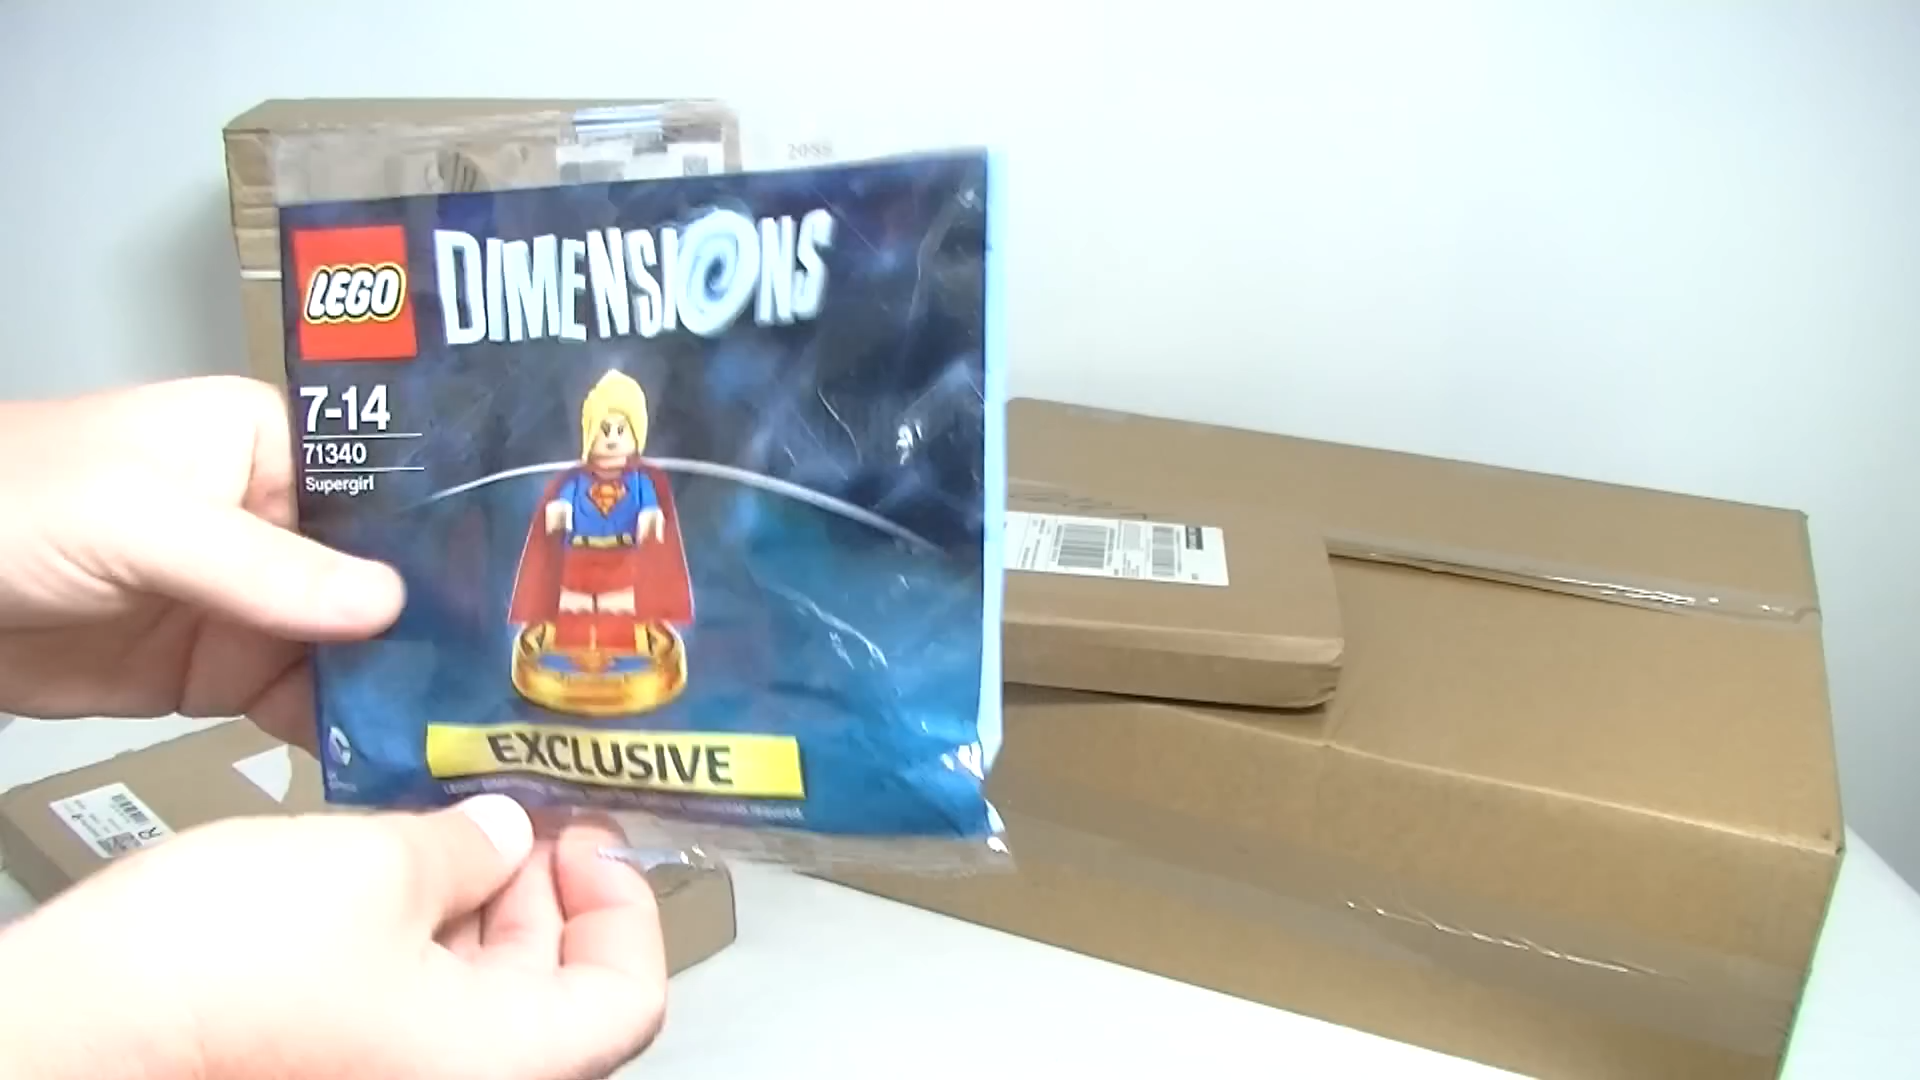 LEGO
DIMENSIONS
7-14
71340
Supergirl
EXCLUSIVE